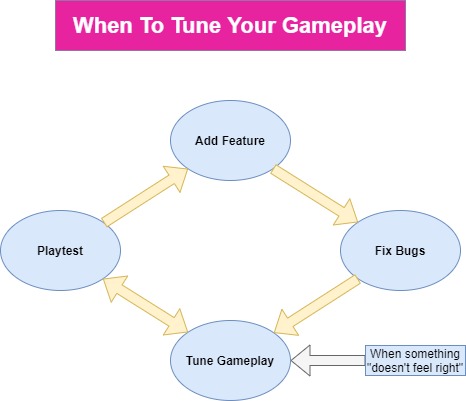 When To Tune Your Gameplay
Add Feature
Playtest
Fix Bugs
Tune Gameplay
When something
"doesn't feel right"